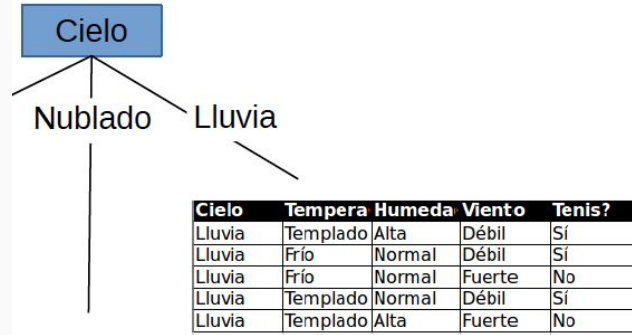 Cielo
Nublado Lluvia
Cielo Tempera Humeda Viento Tenis?
Lluvia Templado Alta Débil Sí
Lluvia Frío Normal Débil Sí
Lluvia Frío Normal Fuerte No
Lluvia Templado Normal Débil Sí
Lluvia Templado Alta Fuerte No